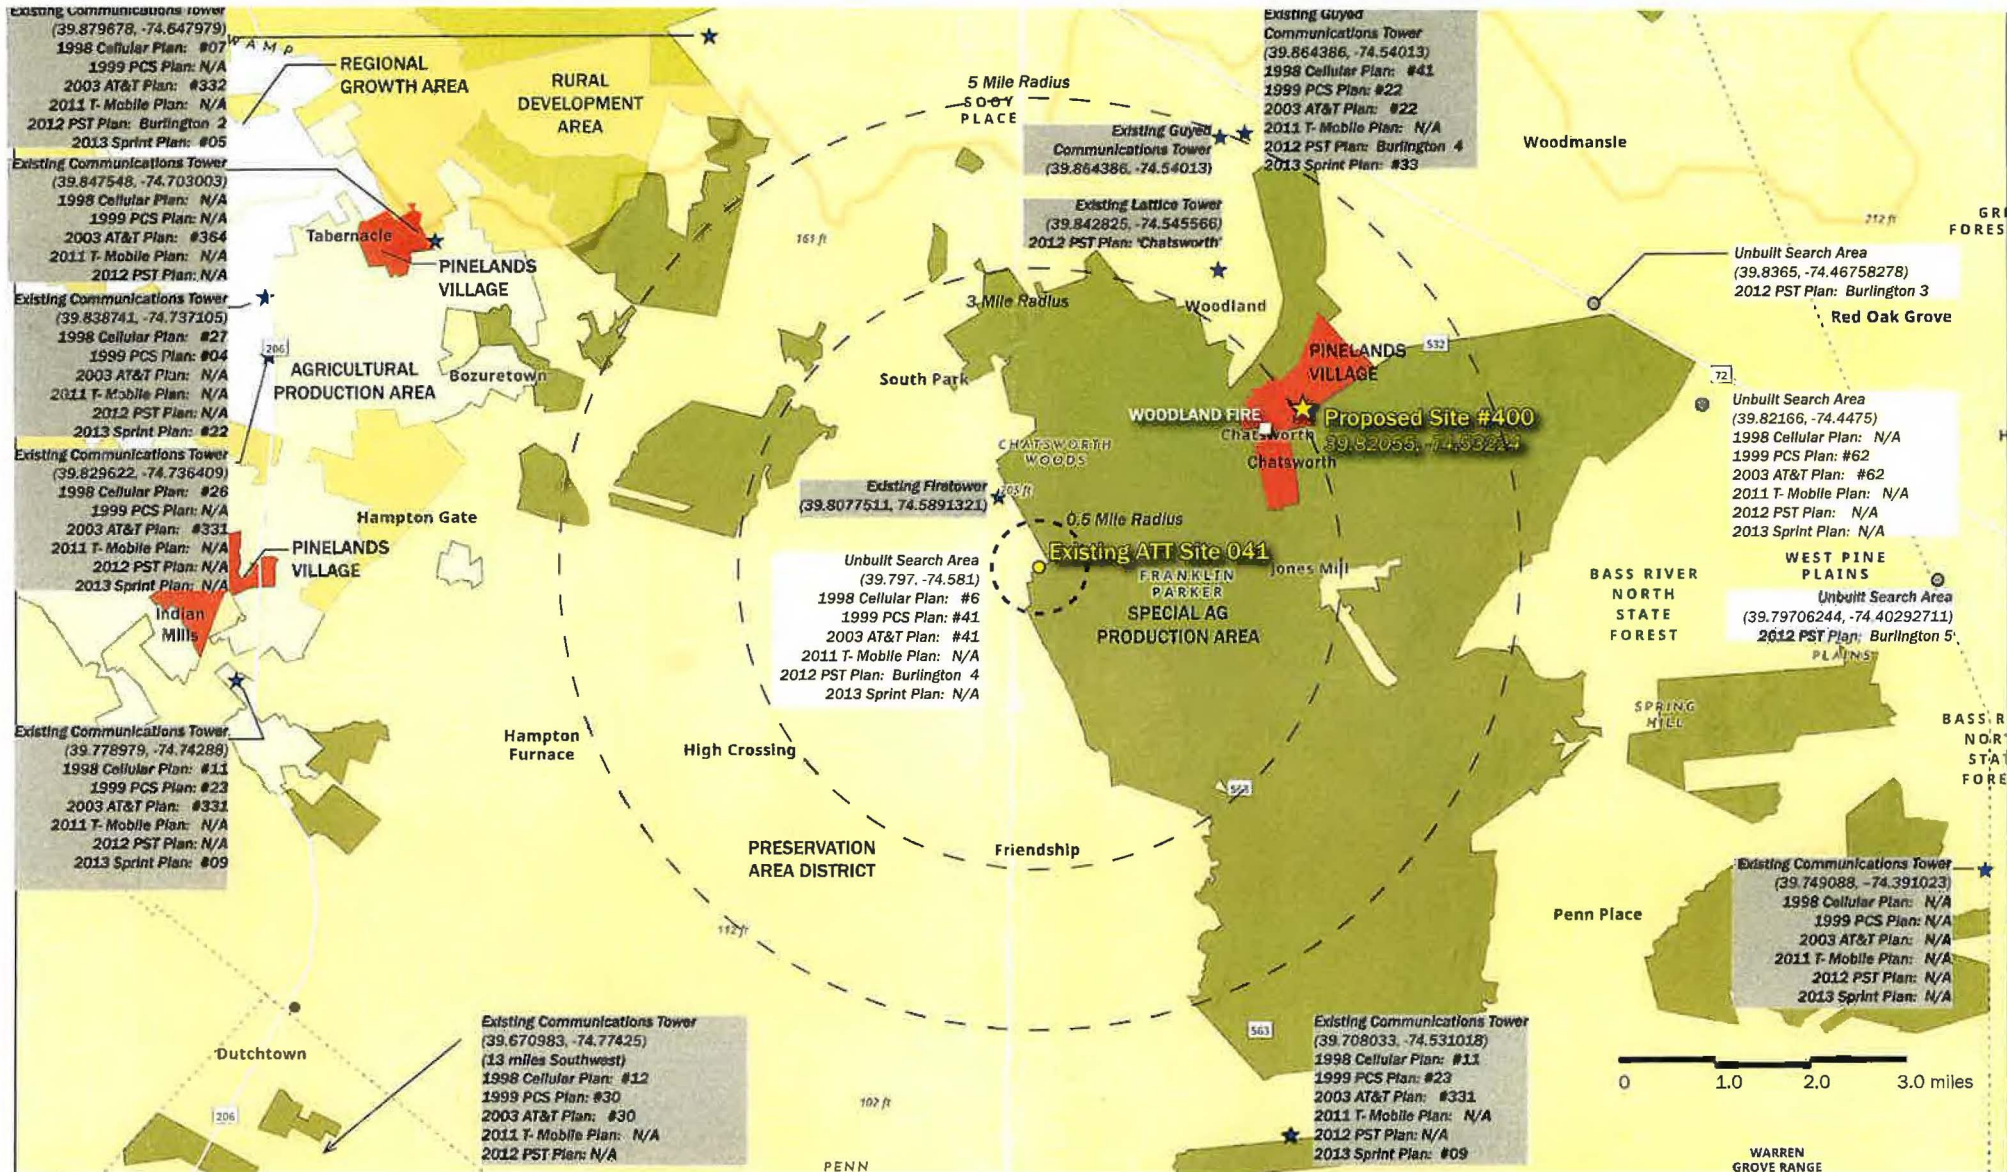 Existing Communications Tower
(39.879678, -74.647979)
1998 Cellular Plan: #07
1999 PCS Plan: N/A
2003 AT&T Plan: #332
2011 T-Mobile Plan: N/A
2012 PST Plan: Burlington 2
2013 Sprint Plan: #05
Existing Communications Tower
(39.847548, -74.703003)
1998 Cellular Plan: N/A
1999 PCS Plan: N/A
2003 AT&T Plan: #364
2011 T-Mobile Plan: N/A
2012 PST Plan: N/A
Existing Communications Tower
(39.838741, -74.737105)
1998 Cellular Plan: #27
1999 PCS Plan: #04
2003 AT&T Plan: N/A
2011 T-Mobile Plan: N/A
2012 PST Plan: N/A
2013 Sprint Plan: #22
Existing Communications Tower
(39.829622, -74.736409)
1998 Cellular Plan: #26
1999 PCS Plan: N/A
2003 AT&T Plan: #331
2011 T-Mobile Plan: N/A
2012 PST Plan: N/A
2013 Sprint Plan: N/A
Existing Communications Tower
(39.778979, -74.74288)
1998 Cellular Plan: #11
1999 PCS Plan: #23
2003 AT&T Plan: #331
2011 T-Mobile Plan: N/A
2012 PST Plan: N/A
2013 Sprint Plan: #09
WAMP
REGIONAL
GROWTH AREA
RURAL
DEVELOPMENT
AREA
Tabernacle
PINELANDS
VILLAGE
206
AGRICULTURAL
PRODUCTION AREA
Bozuretown
Hampton Gate
PINELANDS
VILLAGE
Indian
Mills
Hampton
Furnace
High Crossing
PRESERVATION
AREA DISTRICT
112 ft
Dutchtown
206
Existing Communications Tower
(39.670983, -74.77425)
(13 miles Southwest)
1998 Cellular Plan: #12
1999 PCS Plan: #30
2003 AT&T Plan: #30
2011 T-Mobile Plan: N/A
2012 PST Plan: N/A
102 ft
PENN
5 Mile Radius
SOOY
PLACE
161 ft
3 Mile Radius
Existing Guyed
Communications Tower
(39.864386, -74.54013)
Existing Lattice Tower
(39.842825, -74.545566)
2012 PST Plan: 'Chatsworth'
Existing Guyed
Communications Tower
(39.864386, -74.54013)
1998 Cellular Plan: #41
1999 PCS Plan: #22
2003 AT&T Plan: #22
2011 T-Mobile Plan: N/A
2012 PST Plan: Burlington 4
2013 Sprint Plan: #33
Woodmansle
212 ft
Woodland
South Park
PINELANDS
VILLAGE
532
WOODLAND FIRE
Proposed Site #400
Chatsworth
Chatsworth
CHATSWORTH
WOODS
Existing Firetower
(39.8077511, 74.5891321)
205 ft
0.5 Mile Radius
Existing ATT Site 041
FRANKLIN
PARKER
SPECIAL AG
PRODUCTION AREA
Jones Mill
Unbuilt Search Area
(39.797, -74.581)
1998 Cellular Plan: #6
1999 PCS Plan: #41
2003 AT&T Plan: #41
2011 T-Mobile Plan: N/A
2012 PST Plan: Burlington 4
2013 Sprint Plan: N/A
563
Friendship
563
Unbuilt Search Area
(39.8365, -74.46758278)
2012 PST Plan: Burlington 3
Red Oak Grove
72
Unbuilt Search Area
(39.82166, -74.4475)
1998 Cellular Plan: N/A
1999 PCS Plan: #62
2003 AT&T Plan: #62
2011 T-Mobile Plan: N/A
2012 PST Plan: N/A
2013 Sprint Plan: N/A
WEST PINE
PLAINS
BASS RIVER
NORTH
STATE
FOREST
Unbuilt Search Area
(39.79706244, -74.40292711)
2012 PST Plan: Burlington 5
PLAINS
SPRING
HILL
Penn Place
Existing Communications Tower
(39.749088, -74.391023)
1998 Cellular Plan: N/A
1999 PCS Plan: N/A
2003 AT&T Plan: N/A
2011 T-Mobile Plan: N/A
2012 PST Plan: N/A
2013 Sprint Plan: N/A
Existing Communications Tower
(39.708033, -74.531018)
1998 Cellular Plan: #11
1999 PCS Plan: #23
2003 AT&T Plan: #331
2011 T-Mobile Plan: N/A
2012 PST Plan: N/A
2013 Sprint Plan: #09
0 1.0 2.0 3.0 miles
WARREN
GROVE RANGE